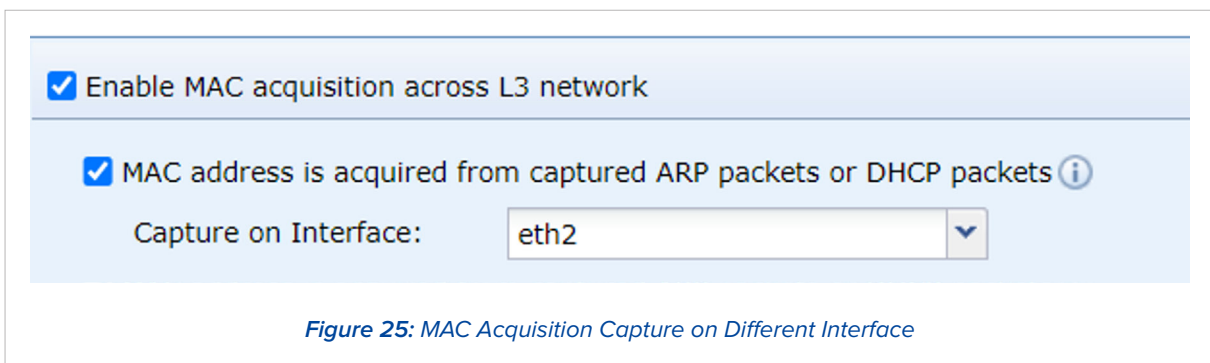 Enable MAC acquisition across L3 network
MAC address is acquired from captured ARP packets or DHCP packets
Capture on Interface: eth2
Figure 25: MAC Acquisition Capture on Different Interface